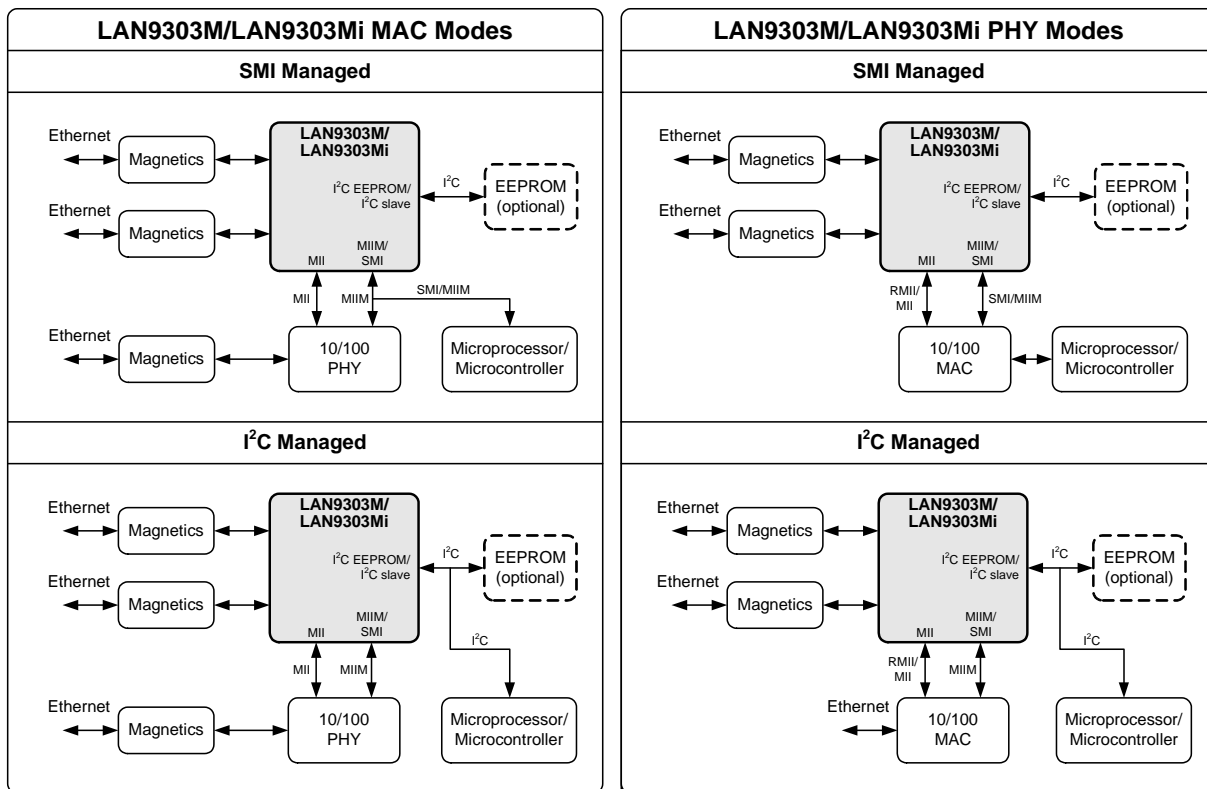 LAN9303M/LAN9303Mi MAC Modes
SMI Managed
Ethernet
Magnetics
Ethernet
Magnetics
LAN9303M/
LAN9303Mi
I²C EEPROM/
I²C slave
MIIM/
SMI
MII
I²C
EEPROM
(optional)
MII
MIIM
SMI/MIIM
Ethernet
Magnetics
10/100
PHY
Microprocessor/
Microcontroller
I²C Managed
Ethernet
Magnetics
Ethernet
Magnetics
LAN9303M/
LAN9303Mi
I²C EEPROM/
I²C slave
MIIM/
SMI
MII
I²C
EEPROM
(optional)
I²C
MII
MIIM
Ethernet
Magnetics
10/100
PHY
Microprocessor/
Microcontroller
LAN9303M/LAN9303Mi PHY Modes
SMI Managed
Ethernet
Magnetics
Ethernet
Magnetics
LAN9303M/
LAN9303Mi
I²C EEPROM/
I²C slave
MIIM/
SMI
MII
I²C
EEPROM
(optional)
RMII/
MII
SMI/MIIM
10/100
MAC
Microprocessor/
Microcontroller
I²C Managed
Ethernet
Magnetics
Ethernet
Magnetics
LAN9303M/
LAN9303Mi
I²C EEPROM/
I²C slave
MIIM/
SMI
MII
I²C
EEPROM
(optional)
I²C
RMII/
MII
MIIM
Ethernet
10/100
MAC
Microprocessor/
Microcontroller